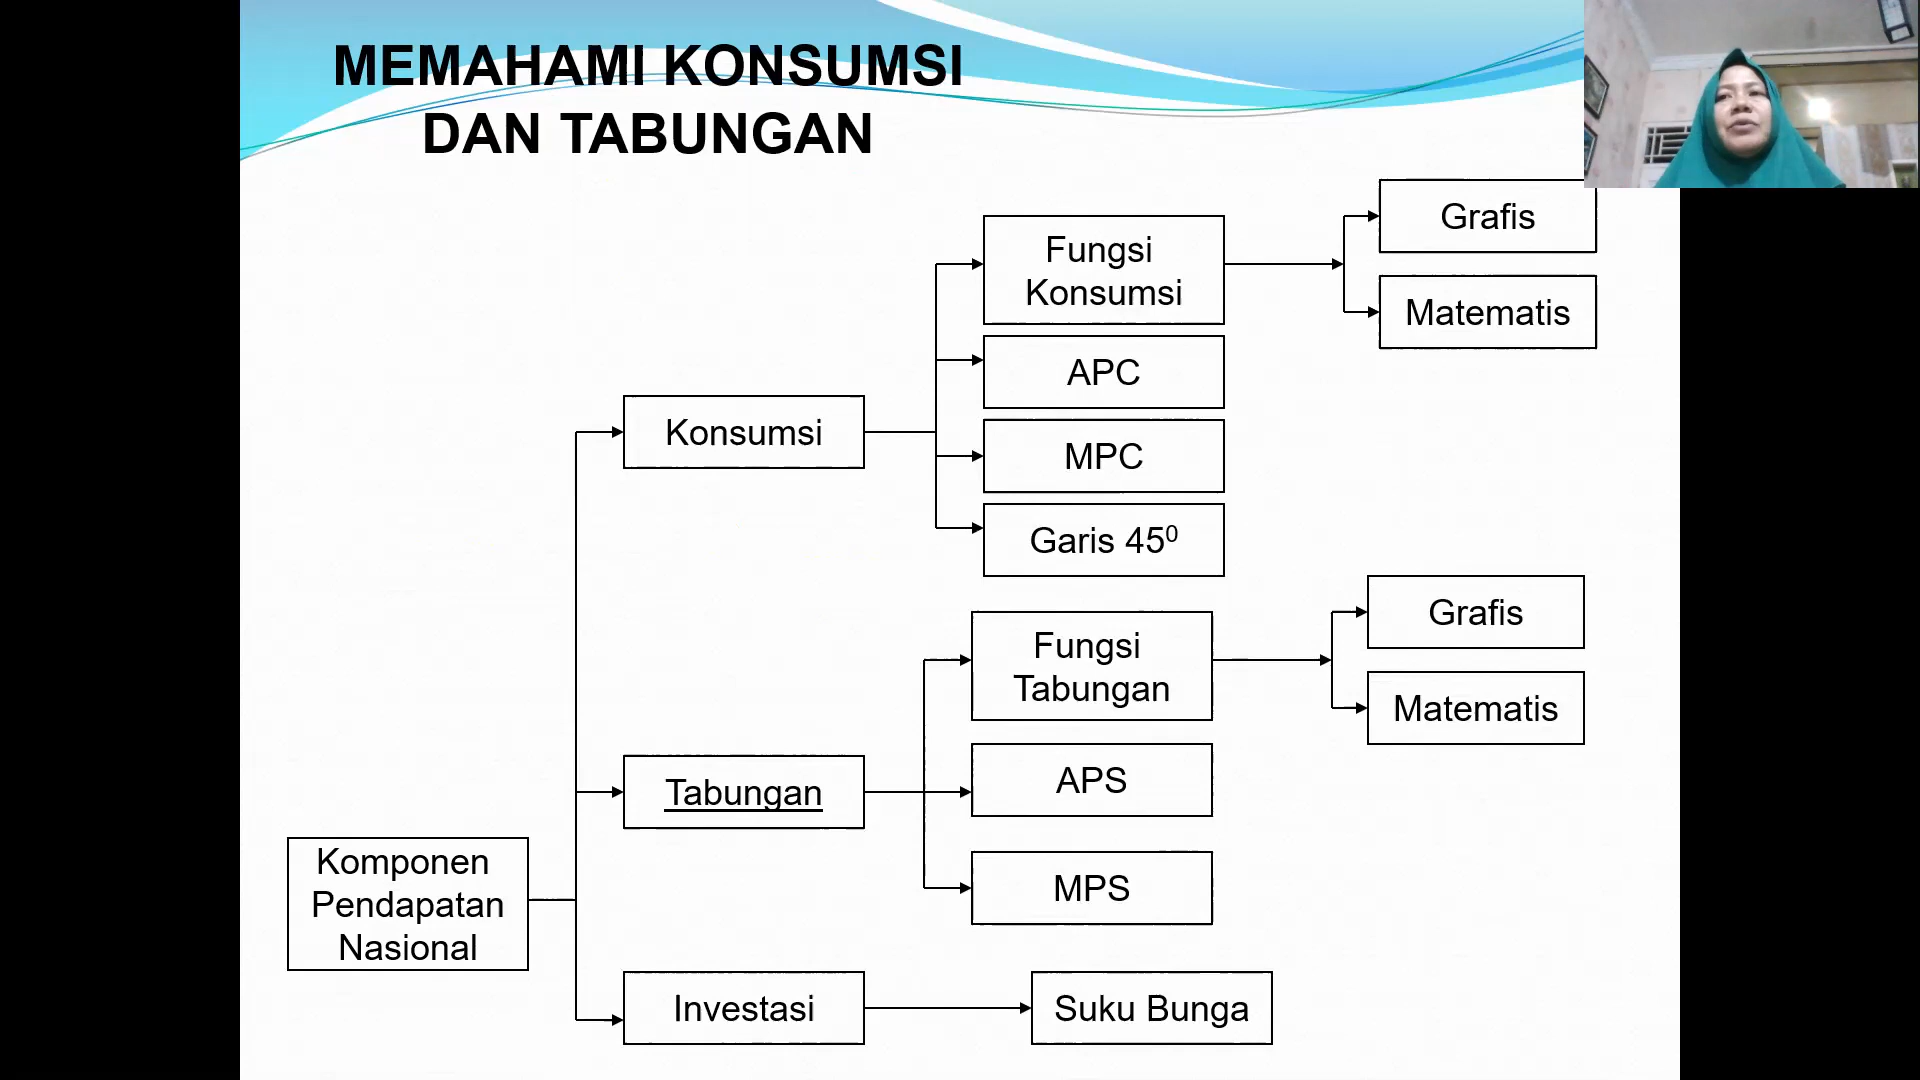 MEMAHAMI KONSUMSI
DAN TABUNGAN
Komponen
Pendapatan
Nasional
Konsumsi
Fungsi
Konsumsi
Grafis
Matematis
APC
MPC
Garis 45⁰
Tabungan
Fungsi
Tabungan
Grafis
Matematis
APS
MPS
Investasi
Suku Bunga